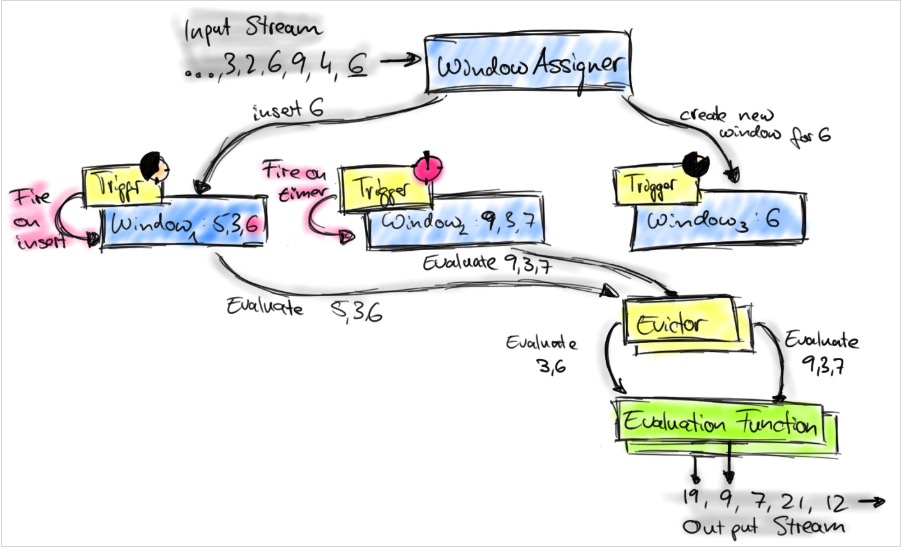 Input Stream
...,3,2,6,9,4,6
Window Assigner
insert 6
create new
window for 6
Trigger
Fire on
timer
Trigger
Trigger
Fire
on
insert
Window1: 5,3,6
Window2: 9,3,7
Window3: 6
Evaluate 9,3,7
Evaluate 5,3,6
Evictor
Evaluate
3,6
Evaluate
9,3,7
Evaluation Function
19, 9, 7, 21, 12
Output Stream